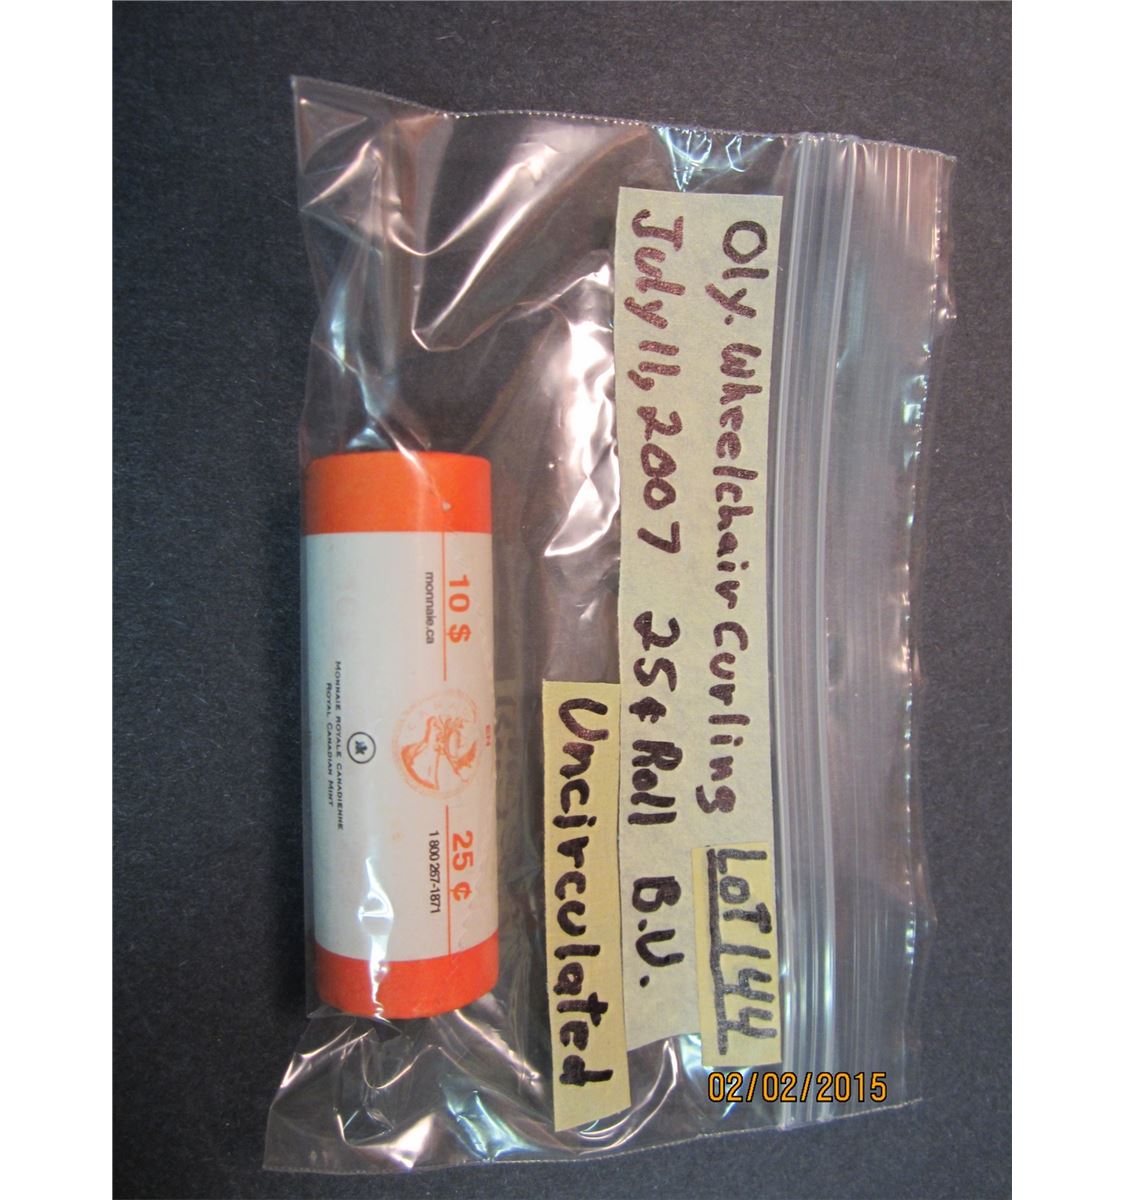 Oly. Wheelchair Curling
July 11, 2007 25¢ Roll B.U.
LOT 144
Uncirculated
10 $
25 ¢
monnaie.ca
1 800 267-1871
MONNAIE ROYALE CANADIENNE
ROYAL CANADIAN MINT
02/02/2015